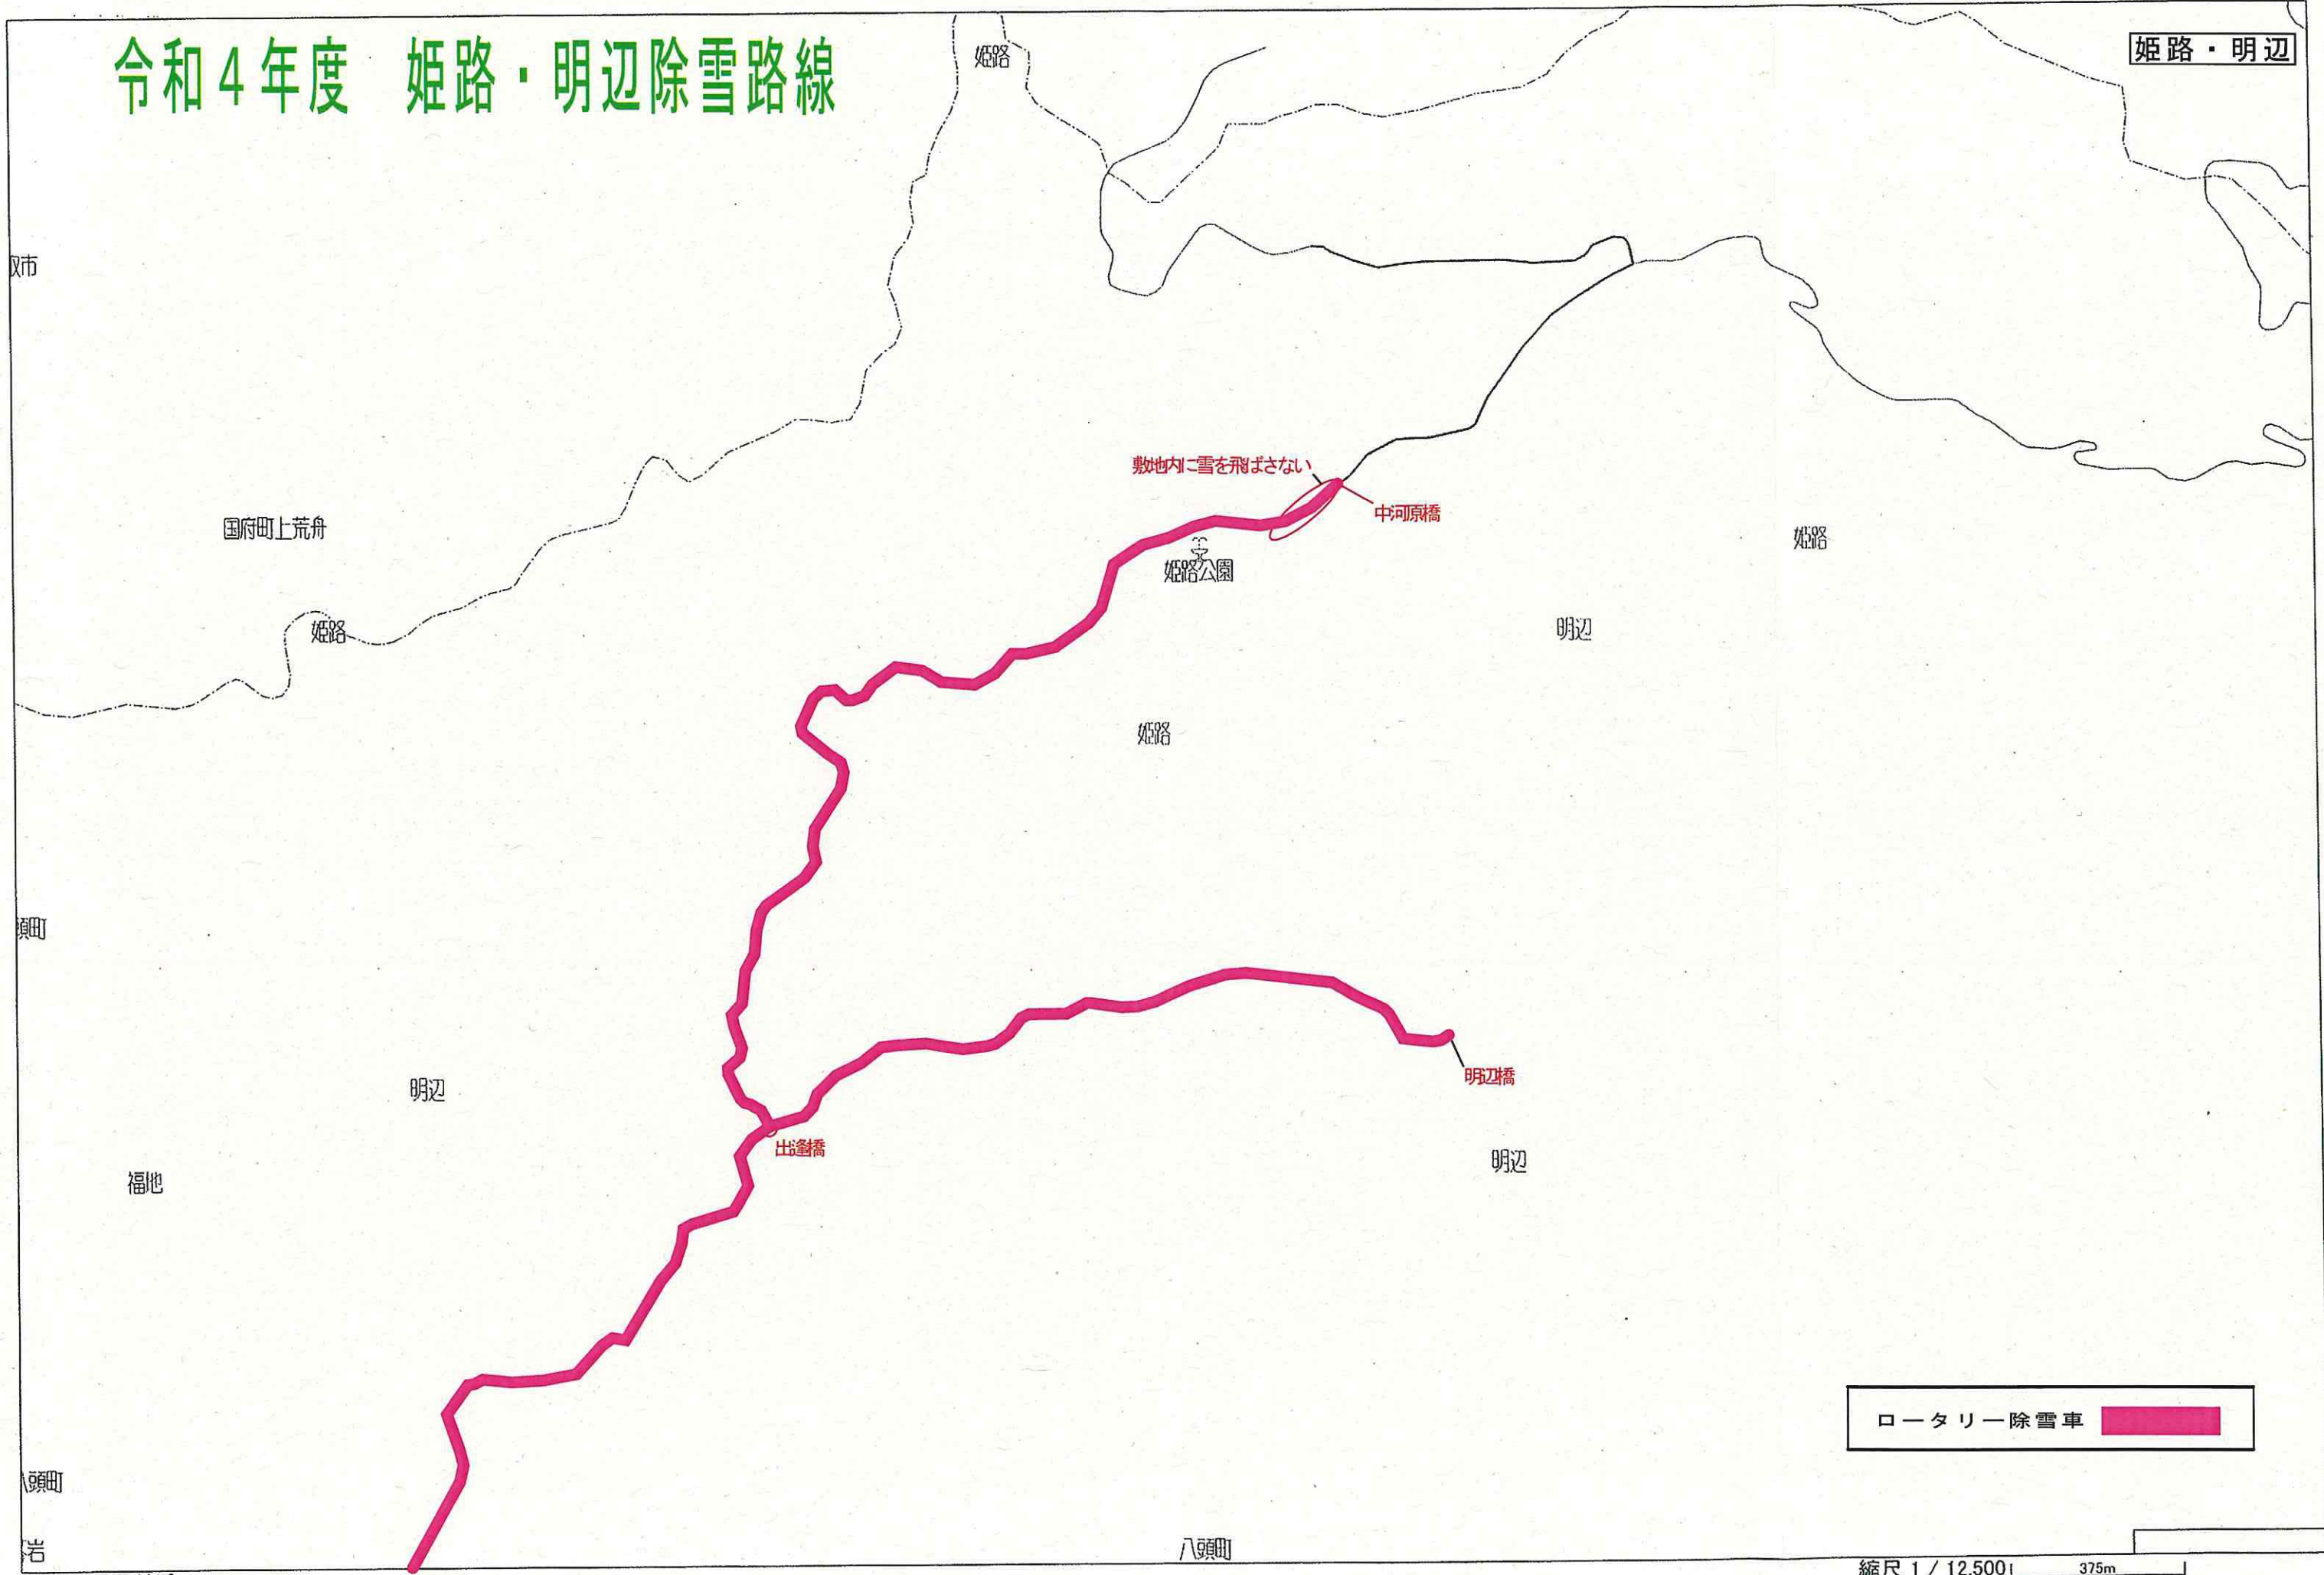 令和４年度　姫路・明辺除雪路線
姫路
姫路・明辺
取市
敷地内に雪を飛ばさない
中河原橋
国府町上荒舟
姫路
姫路公園
姫路
明辺
姫路
頭町
明辺橋
明辺
出逢橋
明辺
福地
ロータリー除雪車
八頭町
岩
八頭町
縮尺 1 / 12,500
375m